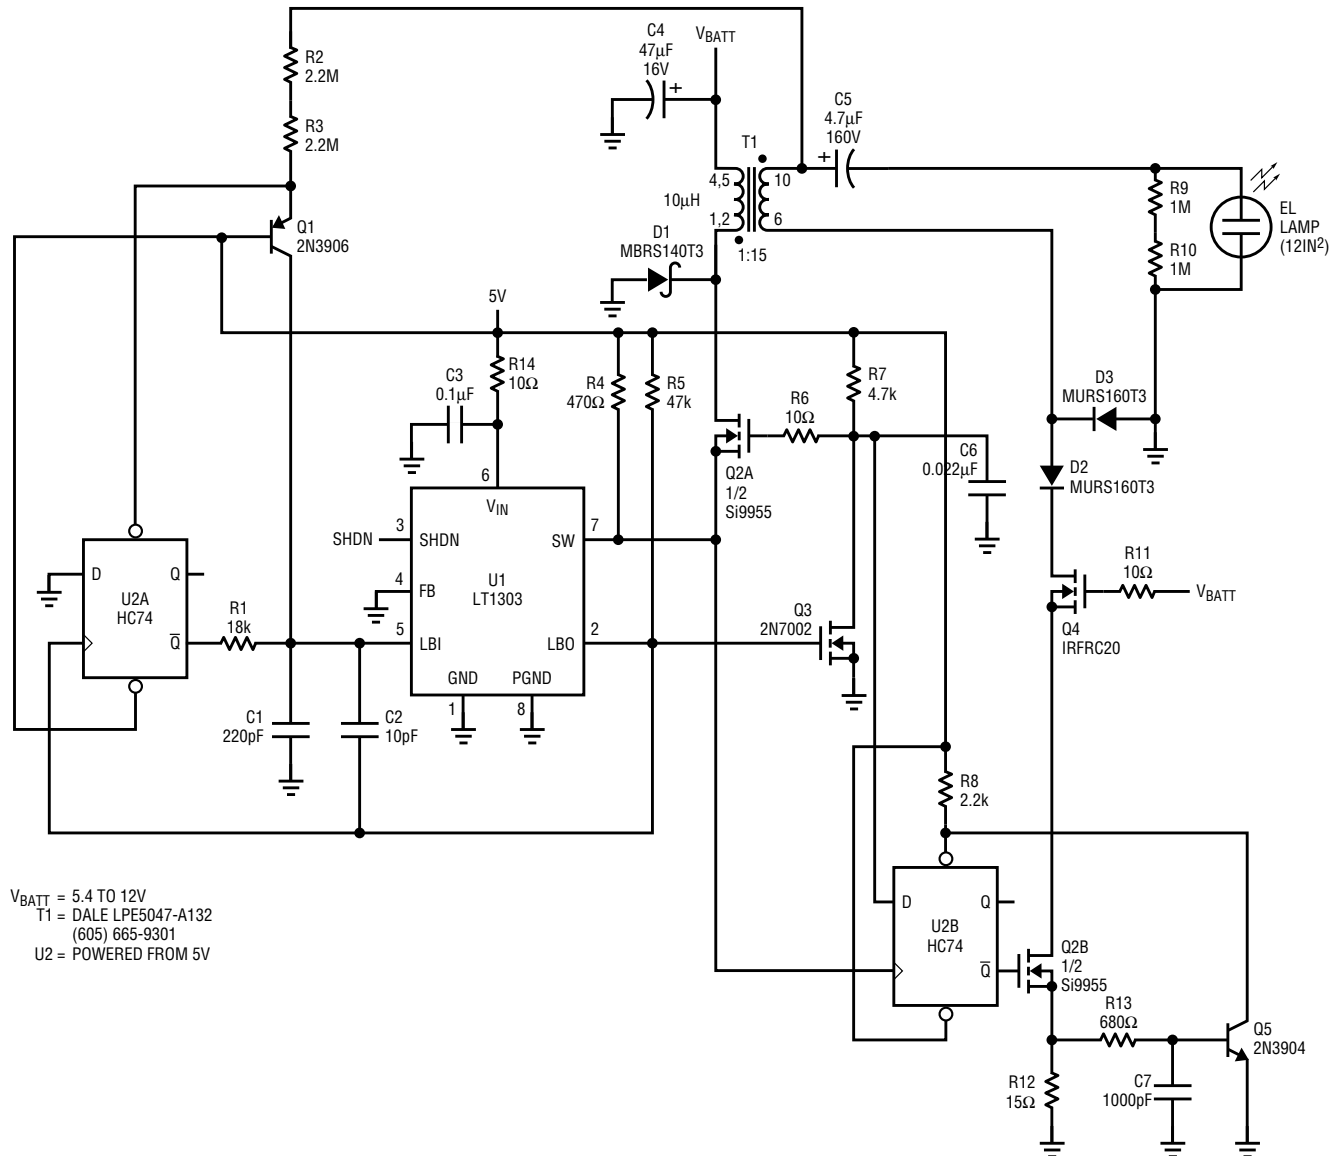 R2
2.2M
R3
2.2M
C4
47µF
16V
+
VBATT
C5
4.7µF
160V
+
T1
4,5
10
10µH
1,2
6
1:15
R9
1M
R10
1M
EL
LAMP
(12IN²)
Q1
2N3906
D1
MBRS140T3
5V
R14
10Ω
C3
0.1µF
R4
470Ω
R5
47k
R7
4.7k
R6
10Ω
D3
MURS160T3
D2
MURS160T3
C6
0.022µF
Q2A
1/2
Si9955
6
VIN
SHDN
3
SHDN
SW
7
4
FB
U1
LT1303
5
LBI
LBO
2
GND
PGND
1
8
D
Q
U2A
HC74
Q̅
R1
18k
C1
220pF
C2
10pF
Q3
2N7002
R11
10Ω
VBATT
Q4
IRFRC20
R8
2.2k
D
Q
U2B
HC74
Q̅
Q2B
1/2
Si9955
R13
680Ω
Q5
2N3904
R12
15Ω
C7
1000pF
VBATT = 5.4 TO 12V
T1 = DALE LPE5047-A132
(605) 665-9301
U2 = POWERED FROM 5V